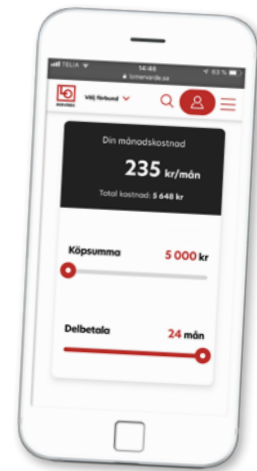 TELIA 14:40 83 %
lomervarde.se
LO
Välj förbund
Din månadskostnad
235 kr/mån
Total kostnad: 5 648 kr
Köpsumma 5 000 kr
Delbetala 24 mån